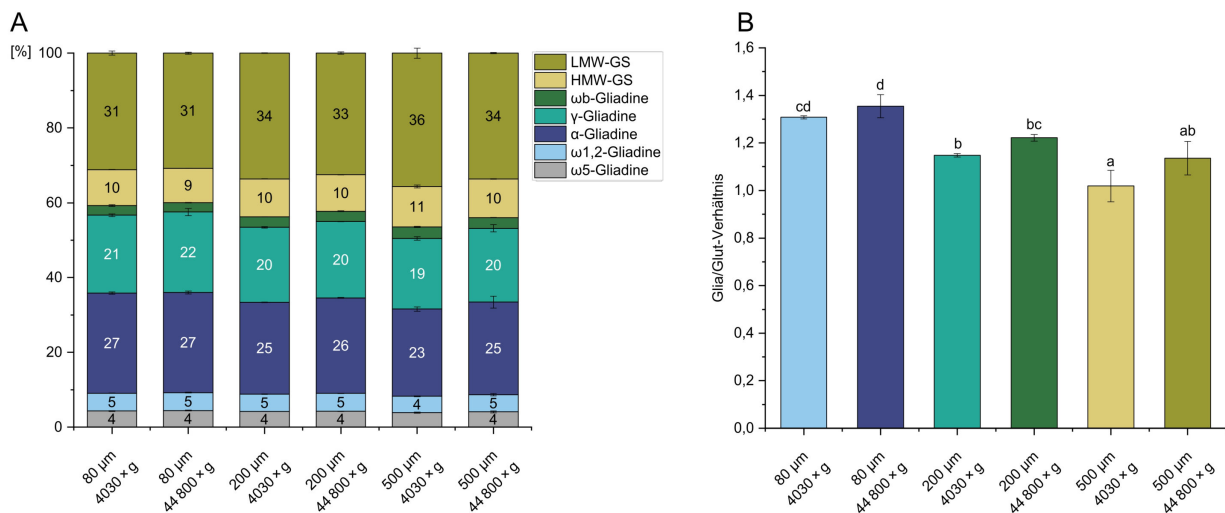 A
[%]
100
80
60
40
20
0
31 31 34 33 36 34
10 9 10 10 11 10
21 22 20 20 19 20
27 27 25 26 23 25
5 5 5 5 4 5
4 4 4 4 4 4
80 µm
4030 × g
80 µm
44 800 × g
200 µm
4030 × g
200 µm
44 800 × g
500 µm
4030 × g
500 µm
44 800 × g
LMW-GS
HMW-GS
ωb-Gliadine
γ-Gliadine
α-Gliadine
ω1,2-Gliadine
ω5-Gliadine
B
Glia/Glut-Verhältnis
1,6
1,4
1,2
1,0
0,8
0,6
0,4
0,2
0,0
cd d b bc a ab
80 µm
4030 × g
80 µm
44 800 × g
200 µm
4030 × g
200 µm
44 800 × g
500 µm
4030 × g
500 µm
44 800 × g